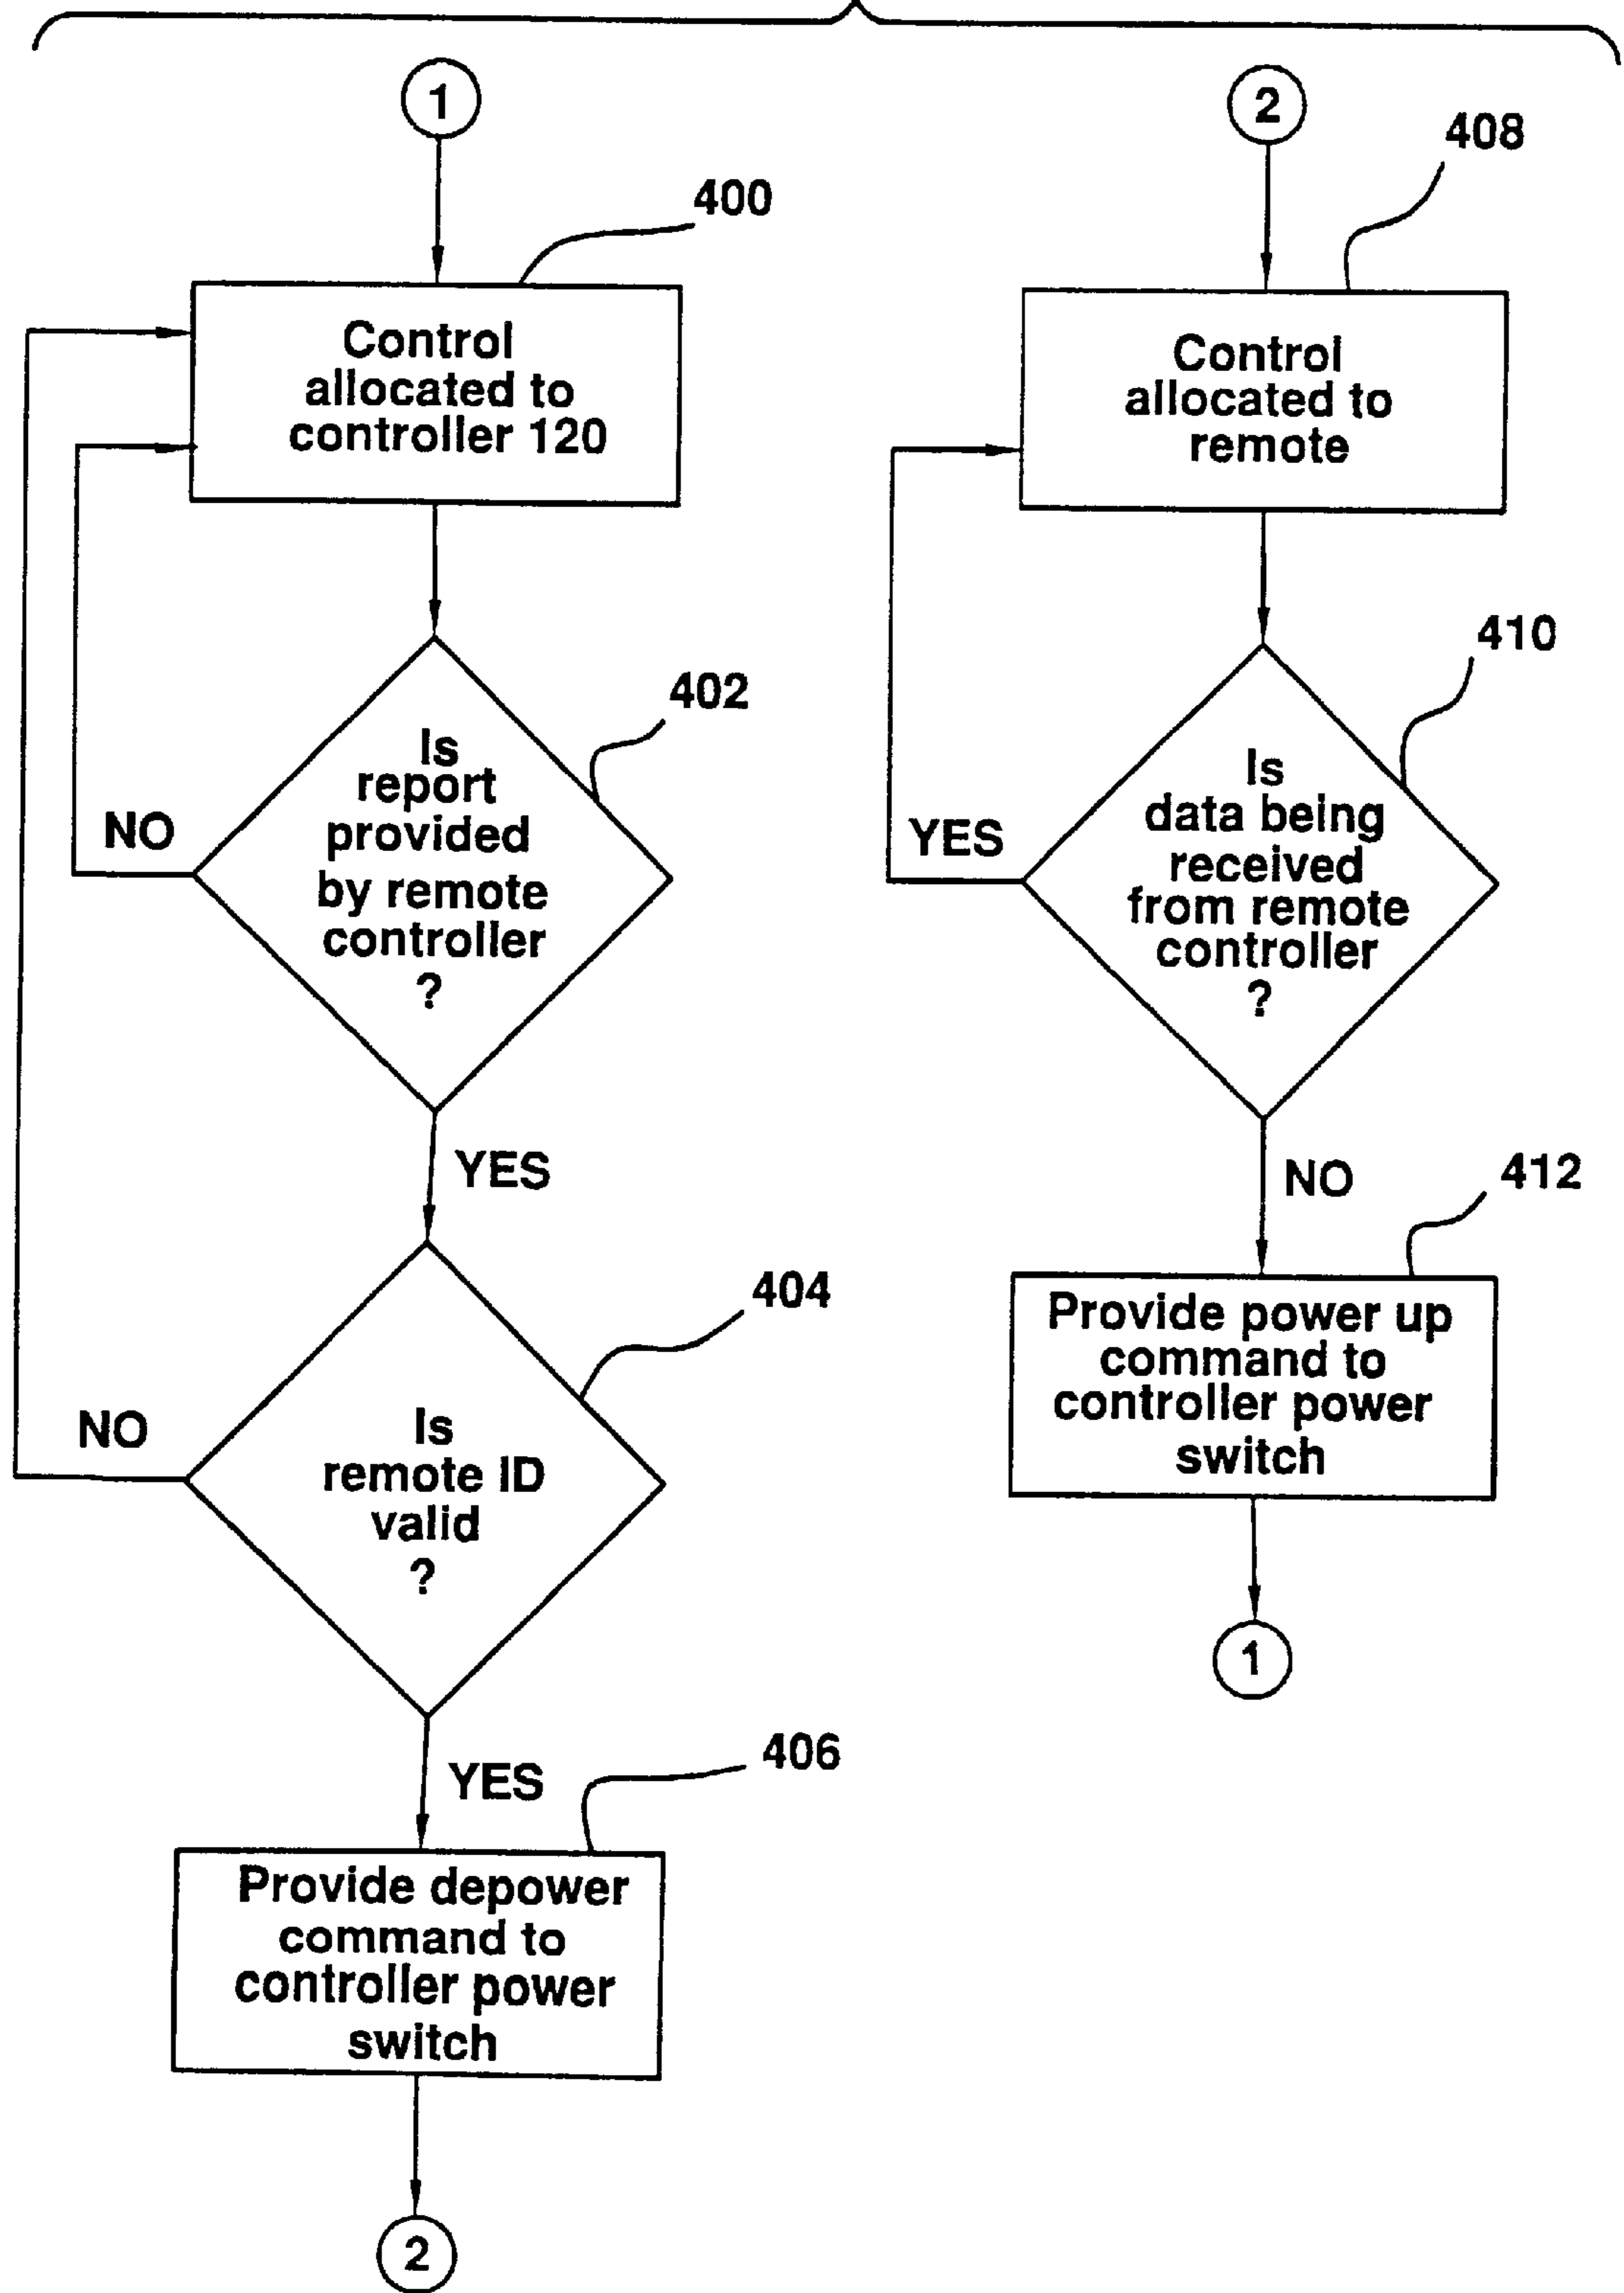 1
400
Control
allocated to
controller 120
402
Is
report
provided
by remote
controller
?
NO
YES
404
Is
remote ID
valid
?
NO
YES
406
Provide depower
command to
controller power
switch
2
2
408
Control
allocated to
remote
410
Is
data being
received
from remote
controller
?
YES
NO
412
Provide power up
command to
controller power
switch
1